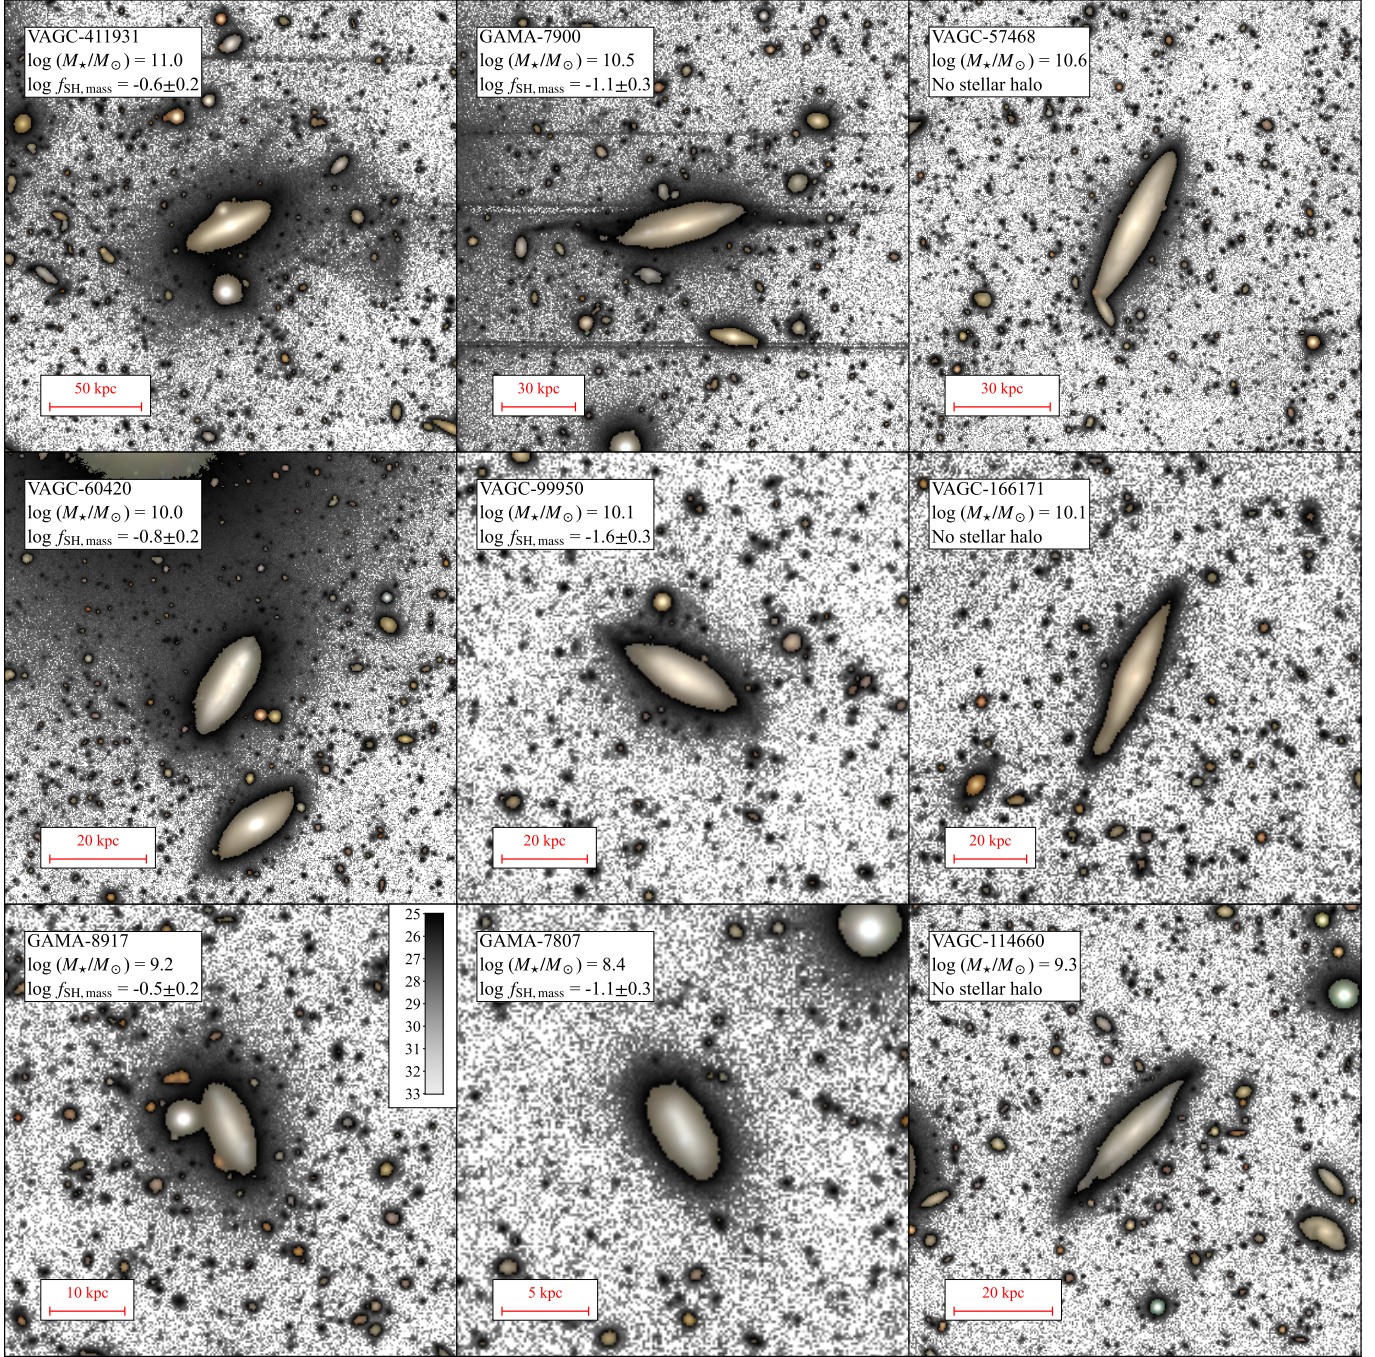 VAGC-411931
log (M⋆/M⊙) = 11.0
log fSH, mass = -0.6±0.2
50 kpc
GAMA-7900
log (M⋆/M⊙) = 10.5
log fSH, mass = -1.1±0.3
30 kpc
VAGC-57468
log (M⋆/M⊙) = 10.6
No stellar halo
30 kpc
VAGC-60420
log (M⋆/M⊙) = 10.0
log fSH, mass = -0.8±0.2
20 kpc
VAGC-99950
log (M⋆/M⊙) = 10.1
log fSH, mass = -1.6±0.3
20 kpc
VAGC-166171
log (M⋆/M⊙) = 10.1
No stellar halo
20 kpc
GAMA-8917
log (M⋆/M⊙) = 9.2
log fSH, mass = -0.5±0.2
25
26
27
28
29
30
31
32
33
10 kpc
GAMA-7807
log (M⋆/M⊙) = 8.4
log fSH, mass = -1.1±0.3
5 kpc
VAGC-114660
log (M⋆/M⊙) = 9.3
No stellar halo
20 kpc